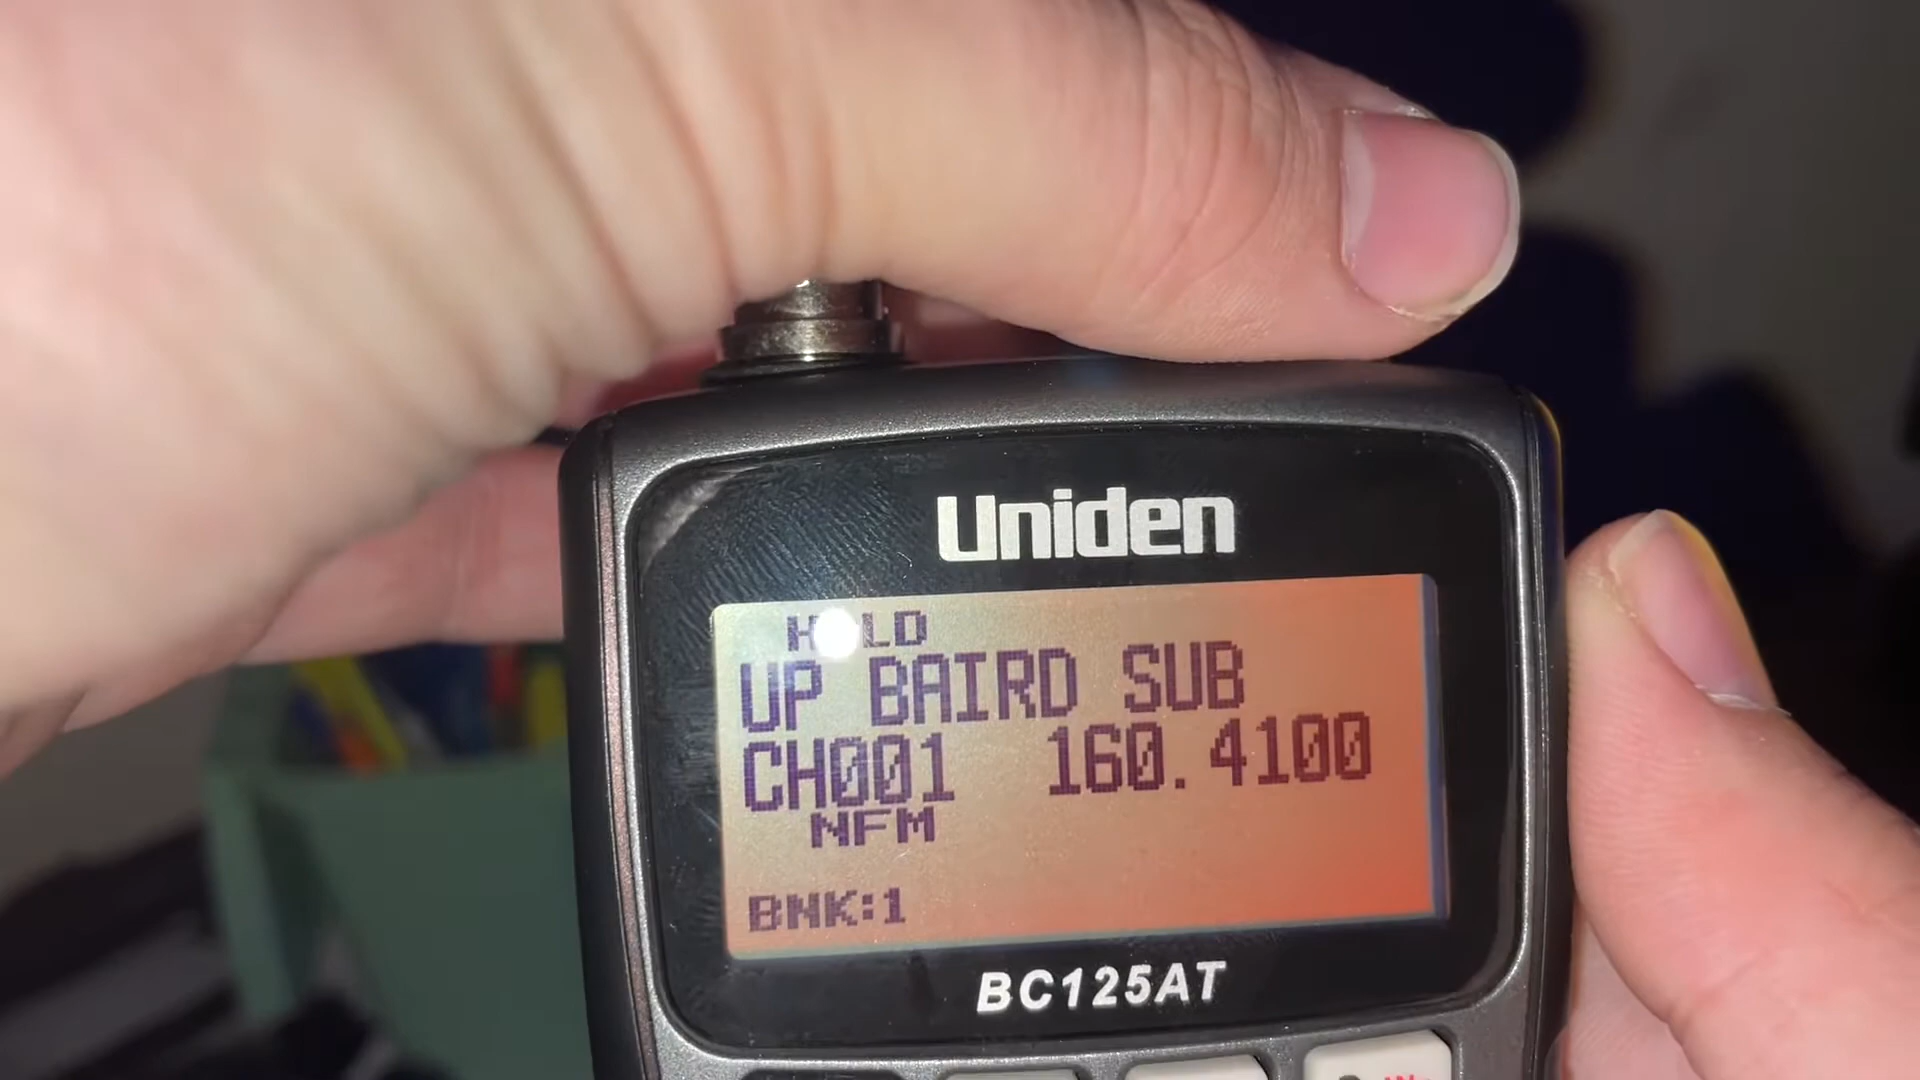 Uniden
HOLD
UP BAIRD SUB
CH001 160.4100
NFM
BNK:1
BC125AT